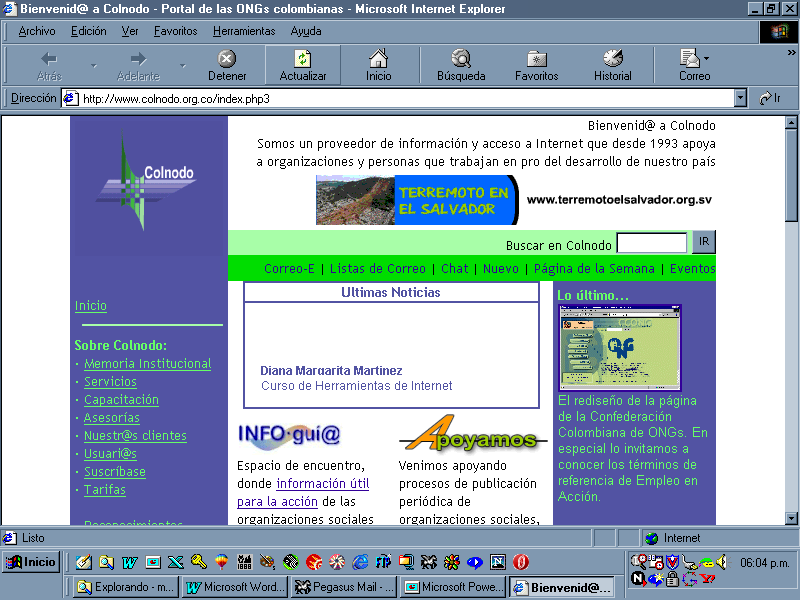 Bienvenid@ a Colnodo - Portal de las ONGs colombianas - Microsoft Internet Explorer
Archivo Edición Ver Favoritos Herramientas Ayuda
Atrás Adelante Detener Actualizar Inicio Búsqueda Favoritos Historial Correo
Dirección http://www.colnodo.org.co/index.php3 Ir
Colnodo
Bienvenid@ a Colnodo
Somos un proveedor de información y acceso a Internet que desde 1993 apoya
a organizaciones y personas que trabajan en pro del desarrollo de nuestro país
TERREMOTO EN
EL SALVADOR
www.terremotoelsalvador.org.sv
Buscar en Colnodo IR
Correo-E | Listas de Correo | Chat | Nuevo | Página de la Semana | Eventos
Inicio
Sobre Colnodo:
· Memoria Institucional
· Servicios
· Capacitación
· Asesorías
· Nuestr@s clientes
· Usuari@s
· Suscríbase
· Tarifas
· Reconocimientos
Ultimas Noticias
Diana Margarita Martinez
Curso de Herramientas de Internet
INFO·gui@
Espacio de encuentro,
donde información útil
para la acción de las
organizaciones sociales
Apoyamos
Venimos apoyando
procesos de publicación
periódica de
organizaciones sociales,
Lo último...
El rediseño de la página
de la Confederación
Colombiana de ONGs. En
especial lo invitamos a
conocer los términos de
referencia de Empleo en
Acción.
Listo Internet
Inicio 06:04 p.m.
Explorando - m... Microsoft Word... Pegasus Mail - ... Microsoft Powe... Bienvenid@...